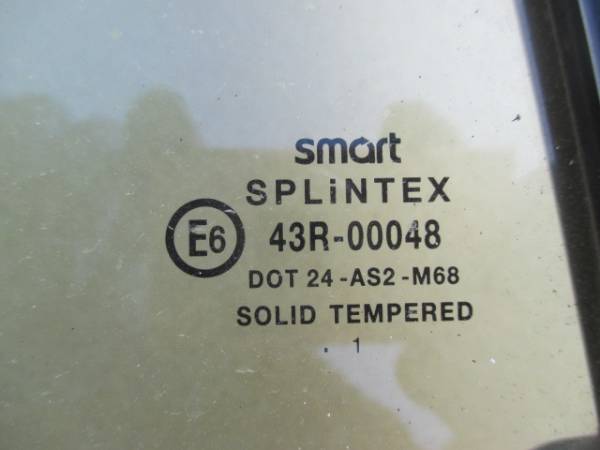 smart
SPLiNTEX
E6 43R-00048
DOT 24-AS2-M68
SOLID TEMPERED
. 1